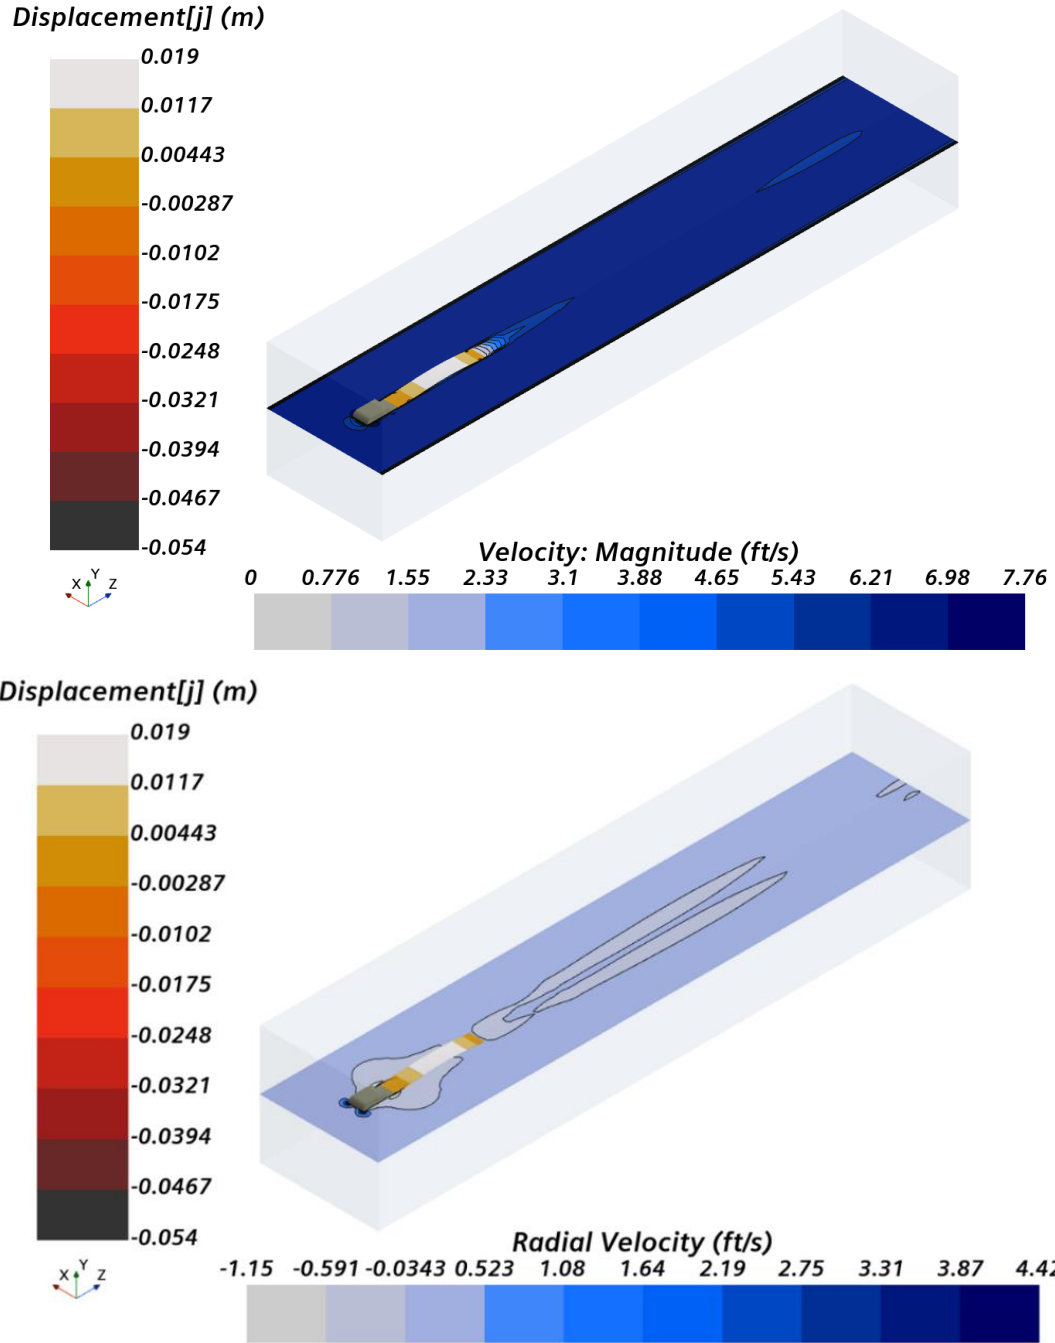 Displacement[j] (m)
0.019
0.0117
0.00443
-0.00287
-0.0102
-0.0175
-0.0248
-0.0321
-0.0394
-0.0467
-0.054
X Y Z
Velocity: Magnitude (ft/s)
0 0.776 1.55 2.33 3.1 3.88 4.65 5.43 6.21 6.98 7.76
Displacement[j] (m)
0.019
0.0117
0.00443
-0.00287
-0.0102
-0.0175
-0.0248
-0.0321
-0.0394
-0.0467
-0.054
X Y Z
Radial Velocity (ft/s)
-1.15 -0.591 -0.0343 0.523 1.08 1.64 2.19 2.75 3.31 3.87 4.42